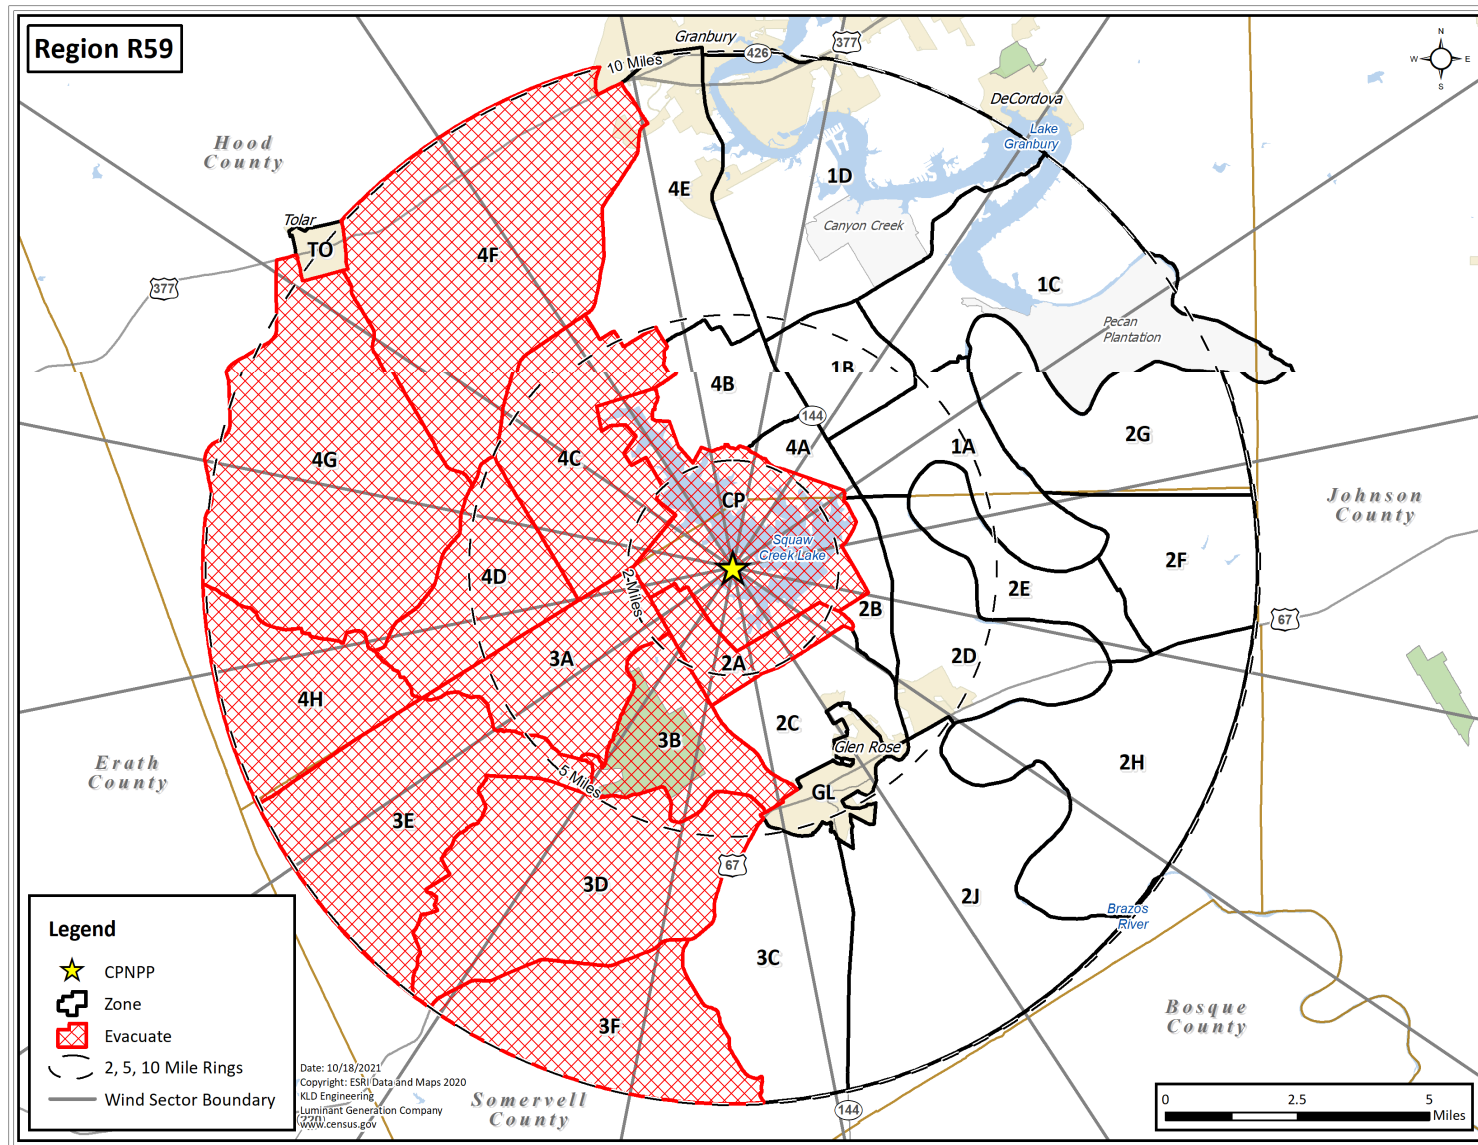 Region R59
N
W E
S
Granbury
426
377
10 Miles
DeCordova
Lake
Granbury
Hood
County
4E
1D
Tolar
TO
4F
Canyon Creek
377
1C
Pecan
Plantation
1B
4B
144
4G
4C
4A
1A
2G
CP
Johnson
County
Squaw
Creek Lake
4D
2-Miles
2B
2E
2F
67
3A
2A
2D
4H
2C
3B
Glen Rose
Erath
County
5 Miles
GL
2H
3E
67
3D
2J
Brazos
River
3C
3F
Bosque
County
Legend
CPNPP
Zone
Evacuate
2, 5, 10 Mile Rings
Wind Sector Boundary
Date: 10/18/2021
Copyright: ESRI Data and Maps 2020
KLD Engineering
Luminant Generation Company
www.census.gov
Somervell
County
144
0 2.5 5
Miles